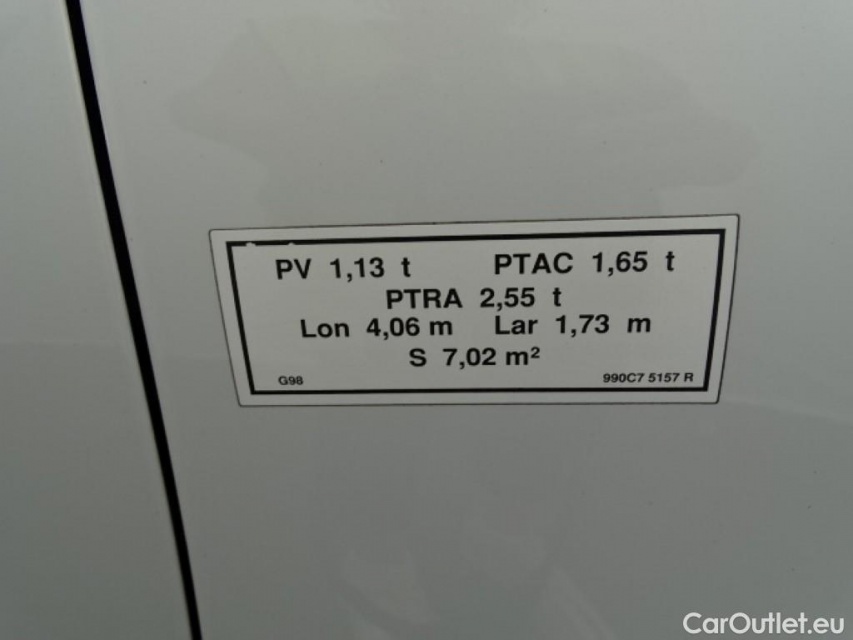 PV 1,13 t PTAC 1,65 t
PTRA 2,55 t
Lon 4,06 m Lar 1,73 m
S 7,02 m²
G98 990C7 5157 R
CarOutlet.eu